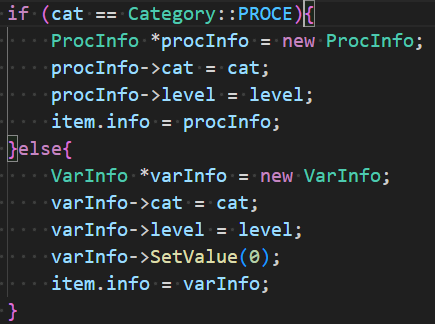 if (cat == Category::PROCE){
    ProcInfo *procInfo = new ProcInfo;
    procInfo->cat = cat;
    procInfo->level = level;
    item.info = procInfo;
}else{
    VarInfo *varInfo = new VarInfo;
    varInfo->cat = cat;
    varInfo->level = level;
    varInfo->SetValue(0);
    item.info = varInfo;
}